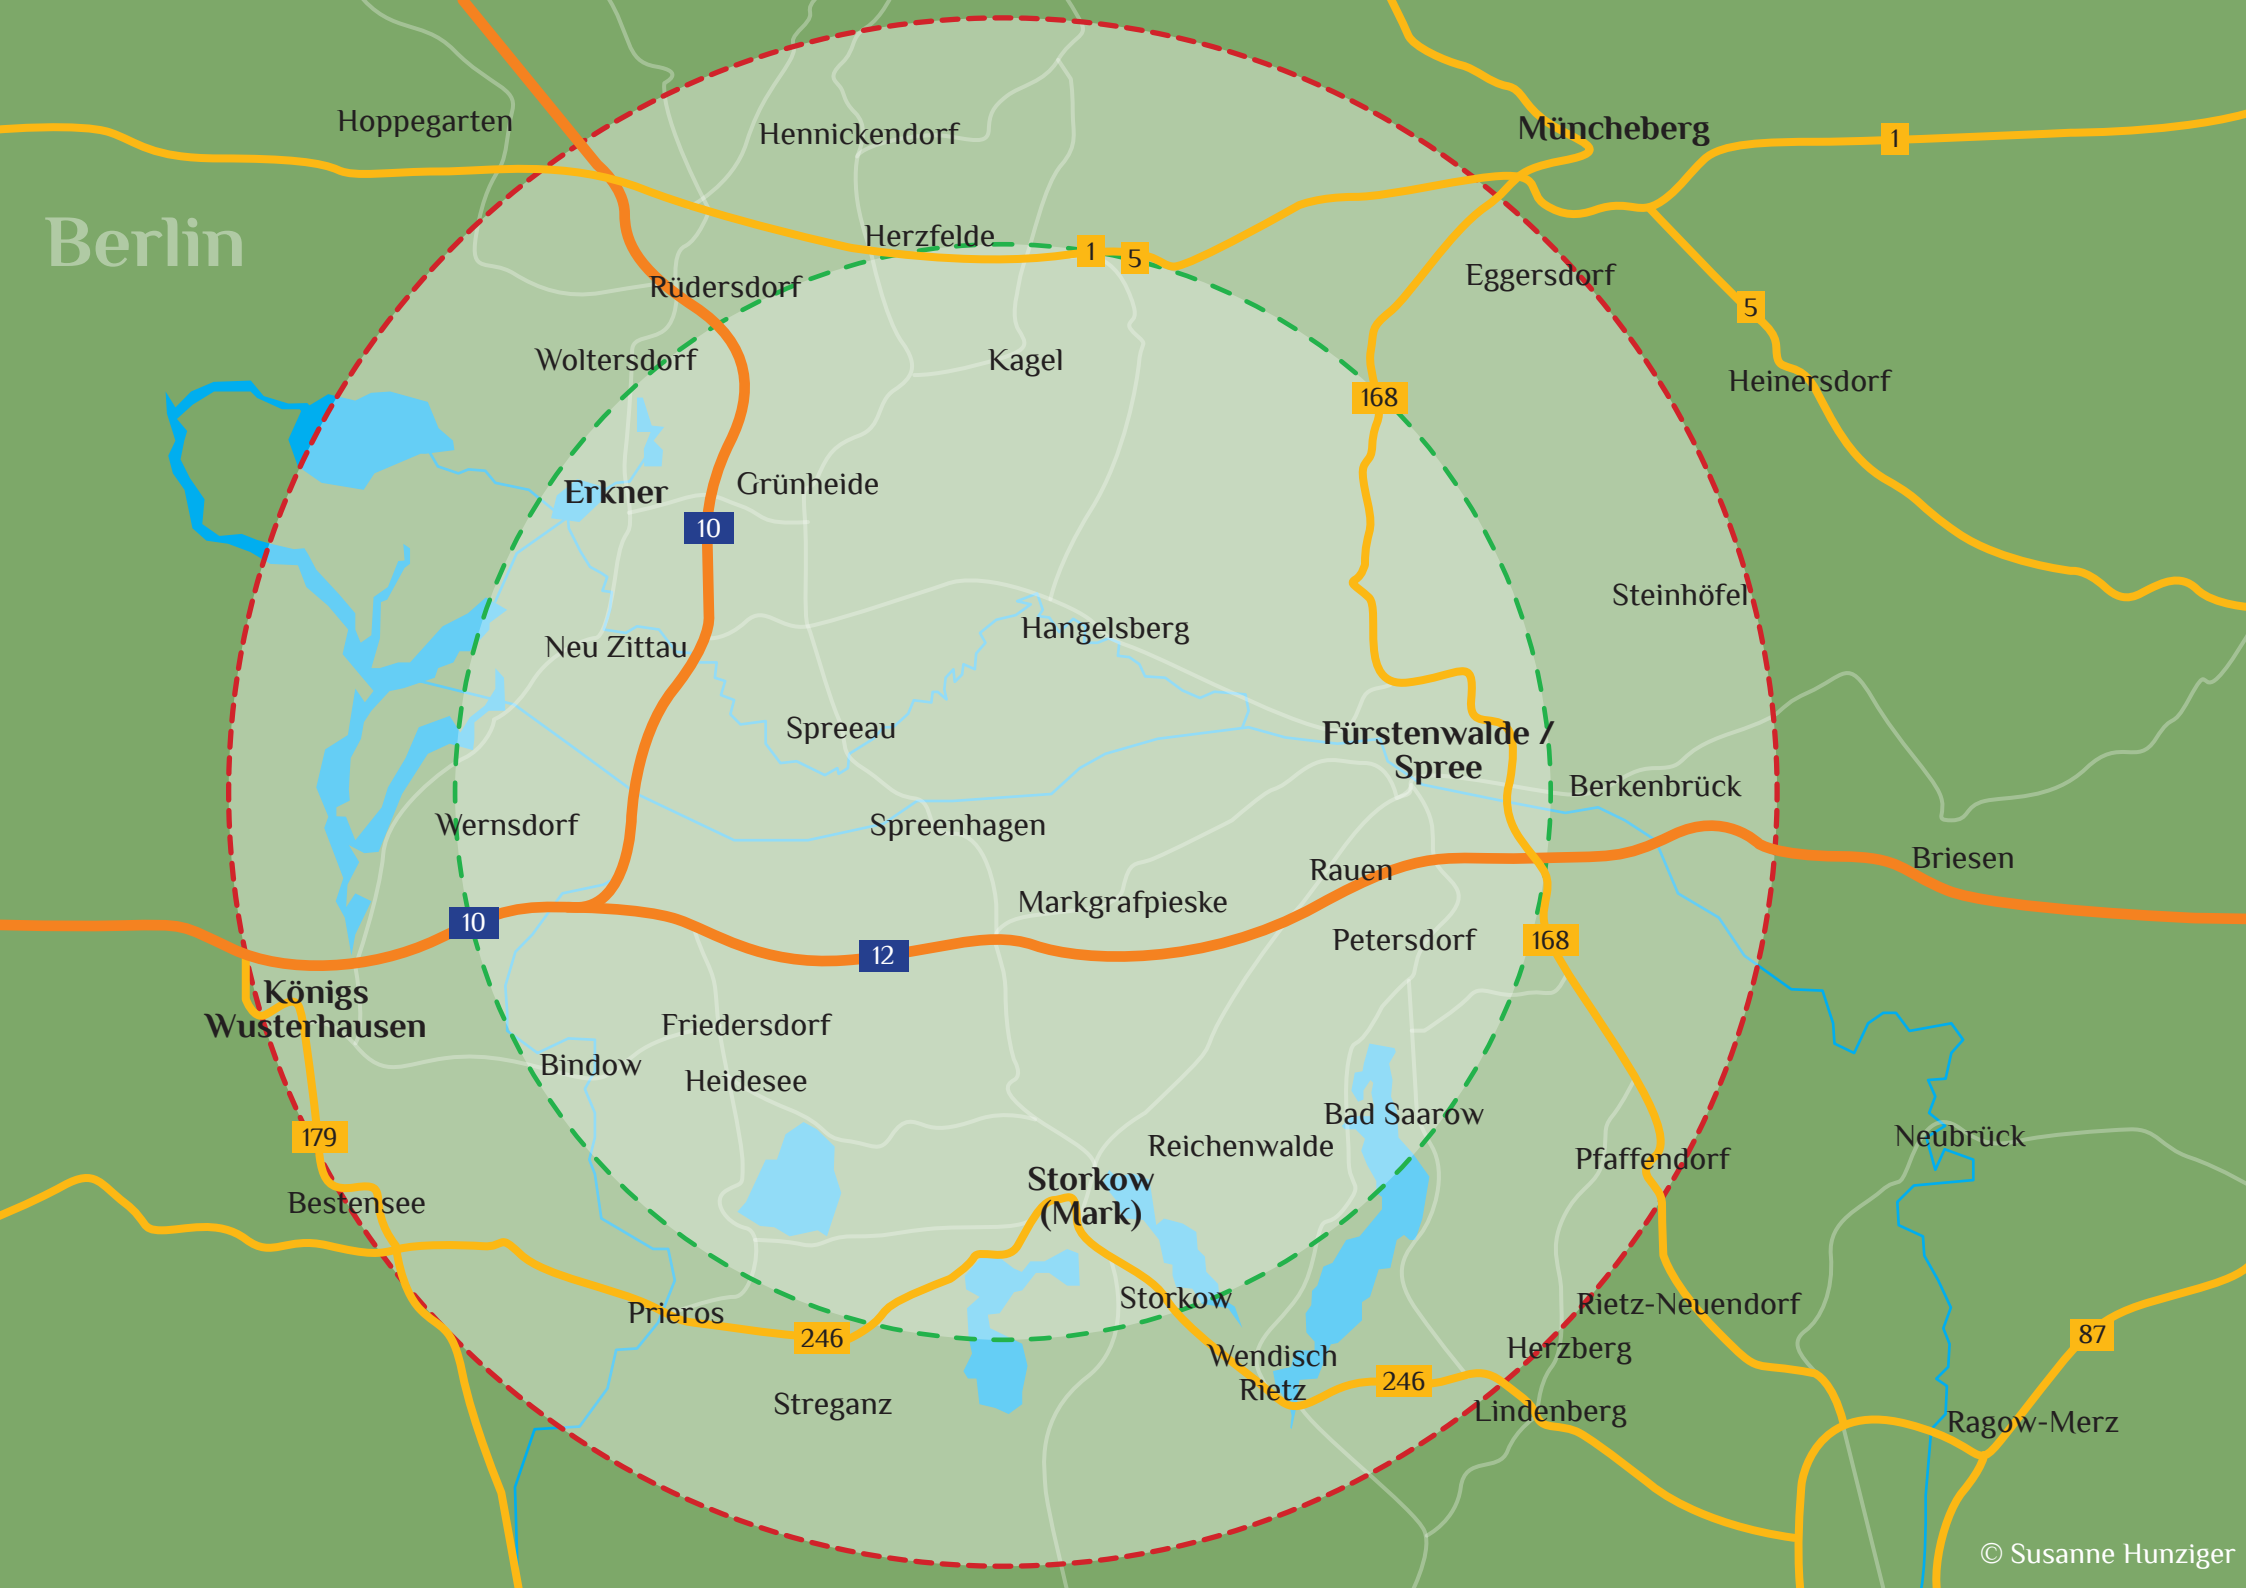 Hoppegarten
Hennickendorf
Müncheberg
1
Berlin
Herzfelde
1
5
Eggersdorf
Rüdersdorf
5
Woltersdorf
Kagel
Heinersdorf
168
Erkner
Grünheide
10
Steinhöfel
Hangelsberg
Neu Zittau
Spreeau
Fürstenwalde /
Spree
Berkenbrück
Wernsdorf
Spreenhagen
Briesen
Rauen
Markgrafpieske
10
12
Petersdorf
168
Königs
Wusterhausen
Friedersdorf
Bindow
Heidesee
Bad Saarow
179
Reichenwalde
Neubrück
Pfaffendorf
Storkow
(Mark)
Bestensee
Storkow
Prieros
246
Rietz-Neuendorf
Herzberg
87
Wendisch
Rietz
246
Streganz
Lindenberg
Ragow-Merz
© Susanne Hunziger